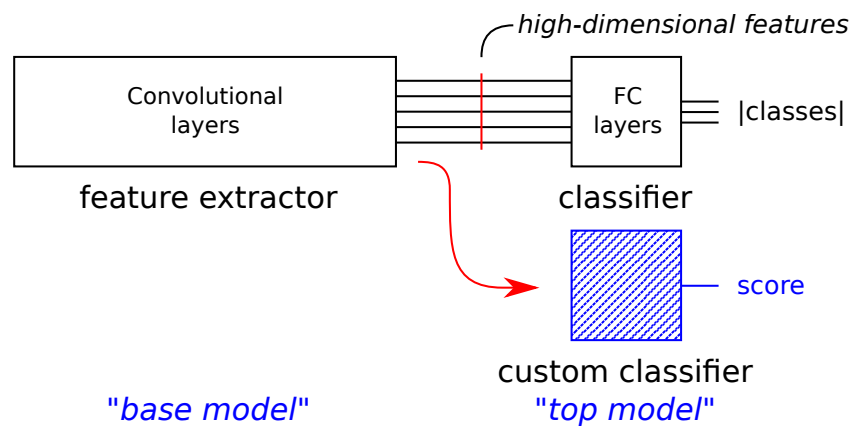 high-dimensional features
Convolutional
layers
FC
layers
|classes|
feature extractor
classifier
score
custom classifier
"base model"
"top model"